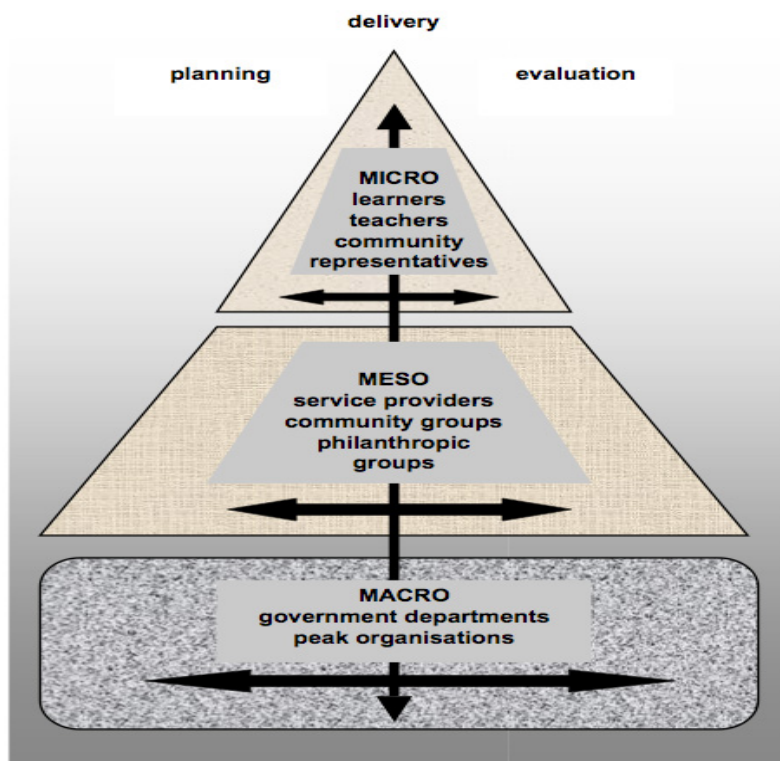 delivery
planning evaluation
MICRO
learners
teachers
community
representatives
MESO
service providers
community groups
philanthropic
groups
MACRO
government departments
peak organisations